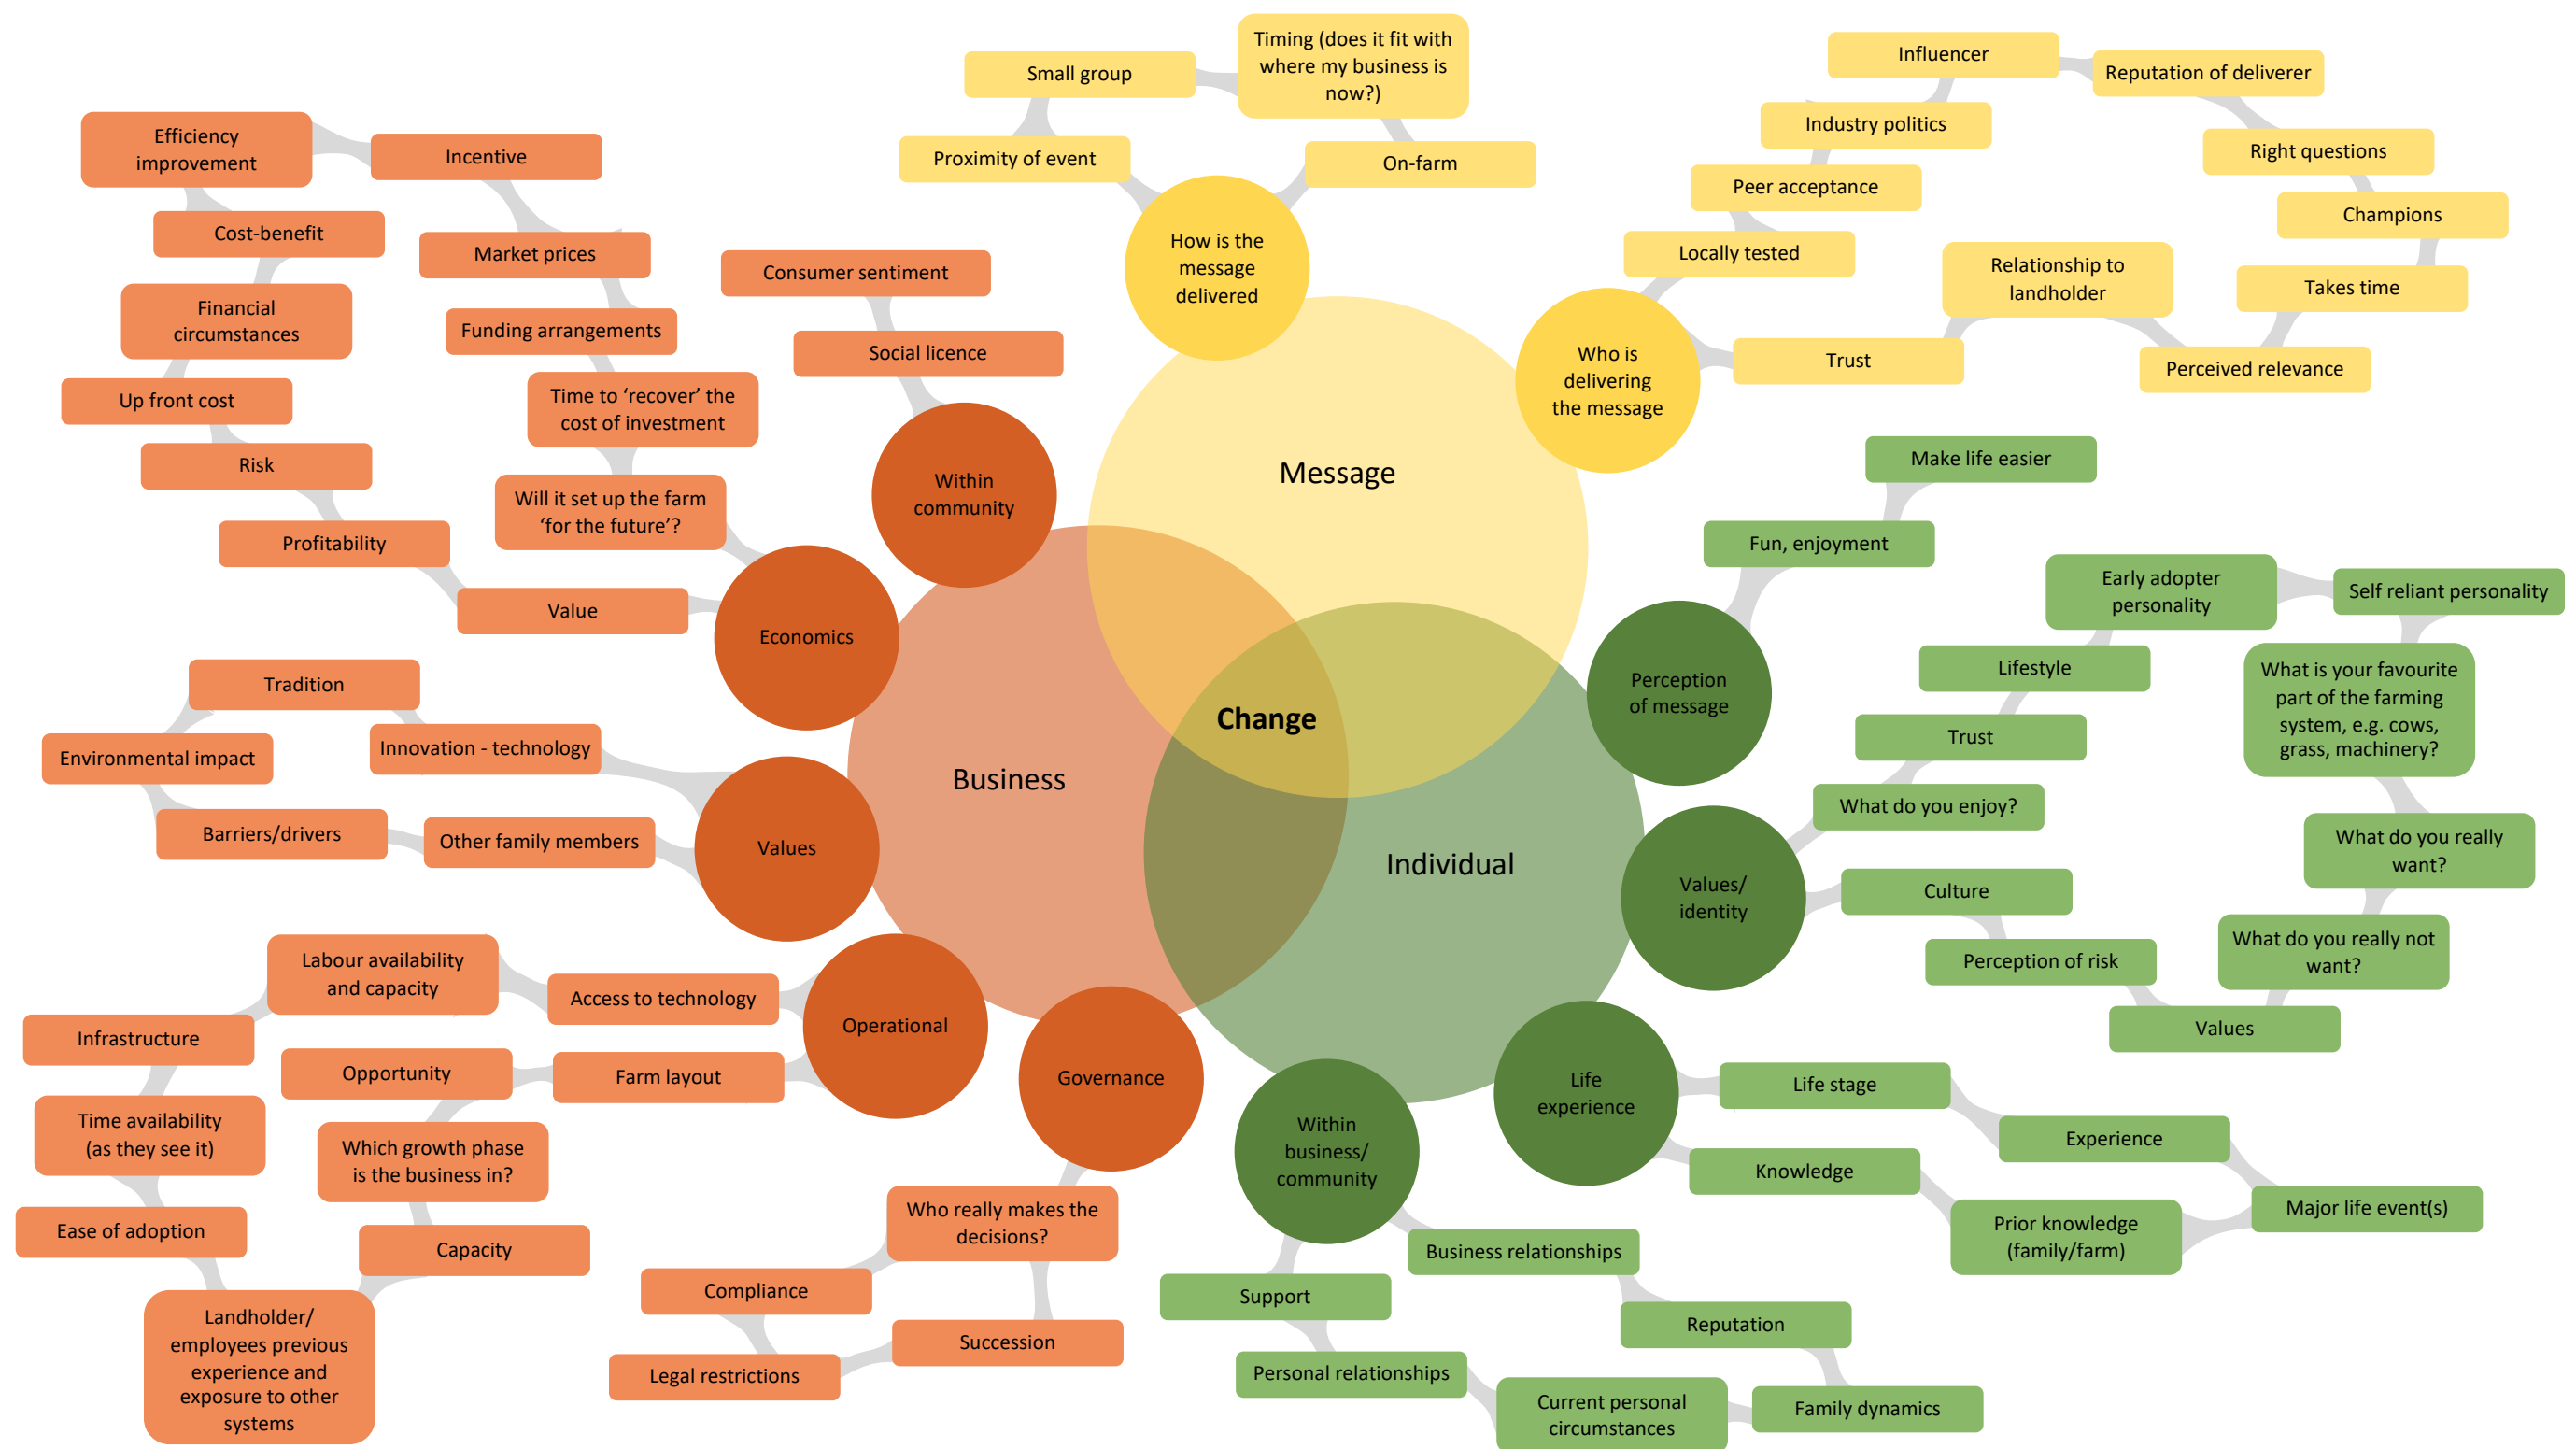 Timing (does it fit with
where my business is
now?)
Small group
Proximity of event
On-farm
How is the
message
delivered
Influencer
Reputation of deliverer
Industry politics
Right questions
Peer acceptance
Champions
Locally tested
Relationship to
landholder
Takes time
Trust
Perceived relevance
Who is
delivering
the message
Message
Efficiency
improvement
Incentive
Cost-benefit
Market prices
Financial
circumstances
Funding arrangements
Up front cost
Time to ‘recover’ the
cost of investment
Risk
Will it set up the farm
‘for the future’?
Profitability
Value
Economics
Consumer sentiment
Social licence
Within
community
Tradition
Innovation - technology
Environmental impact
Barriers/drivers
Other family members
Values
Business
Change
Individual
Labour availability
and capacity
Access to technology
Infrastructure
Opportunity
Farm layout
Operational
Time availability
(as they see it)
Which growth phase
is the business in?
Ease of adoption
Capacity
Landholder/
employees previous
experience and
exposure to other
systems
Governance
Who really makes the
decisions?
Compliance
Succession
Legal restrictions
Make life easier
Fun, enjoyment
Perception
of message
Early adopter
personality
Self reliant personality
Lifestyle
What is your favourite
part of the farming
system, e.g. cows,
grass, machinery?
Trust
What do you enjoy?
What do you really
want?
Values/
identity
Culture
Perception of risk
What do you really not
want?
Values
Life
experience
Life stage
Experience
Knowledge
Prior knowledge
(family/farm)
Major life event(s)
Within
business/
community
Business relationships
Support
Reputation
Personal relationships
Current personal
circumstances
Family dynamics